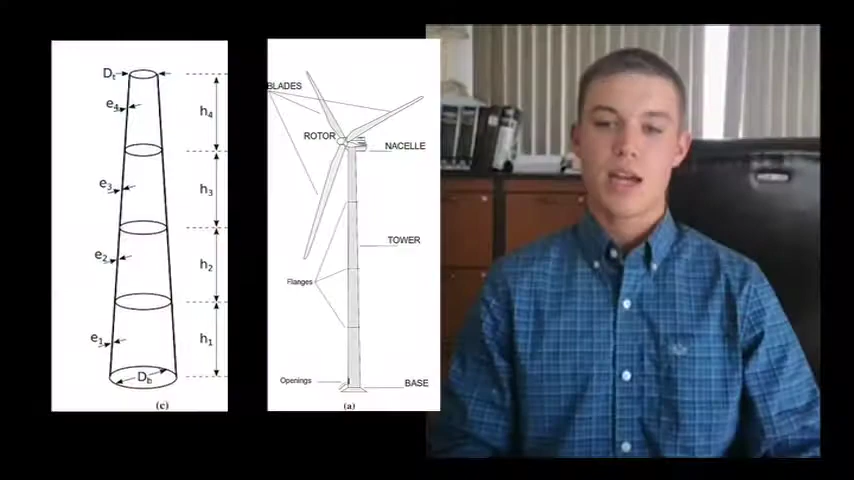 Dt
e4
h4
e3
h3
e2
h2
e1
h1
Db
(c)
BLADES
ROTOR
NACELLE
TOWER
Flanges
Openings
BASE
(a)